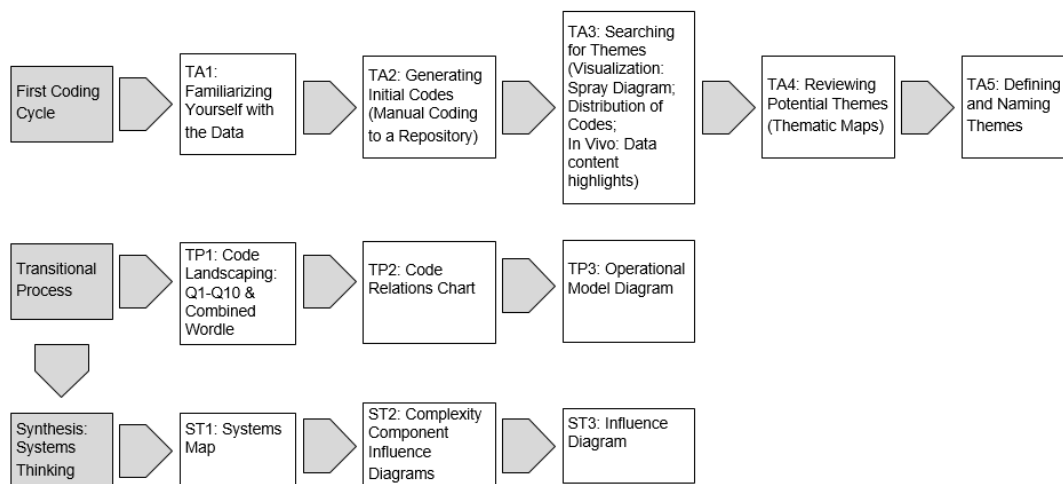 First Coding
Cycle
TA1:
Familiarizing
Yourself with
the Data
TA2: Generating
Initial Codes
(Manual Coding
to a Repository)
TA3: Searching
for Themes
(Visualization:
Spray Diagram;
Distribution of
Codes;
In Vivo: Data
content
highlights)
TA4: Reviewing
Potential Themes
(Thematic Maps)
TA5: Defining
and Naming
Themes
Transitional
Process
TP1: Code
Landscaping:
Q1-Q10 &
Combined
Wordle
TP2: Code
Relations Chart
TP3: Operational
Model Diagram
Synthesis:
Systems
Thinking
ST1: Systems
Map
ST2: Complexity
Component
Influence
Diagrams
ST3: Influence
Diagram